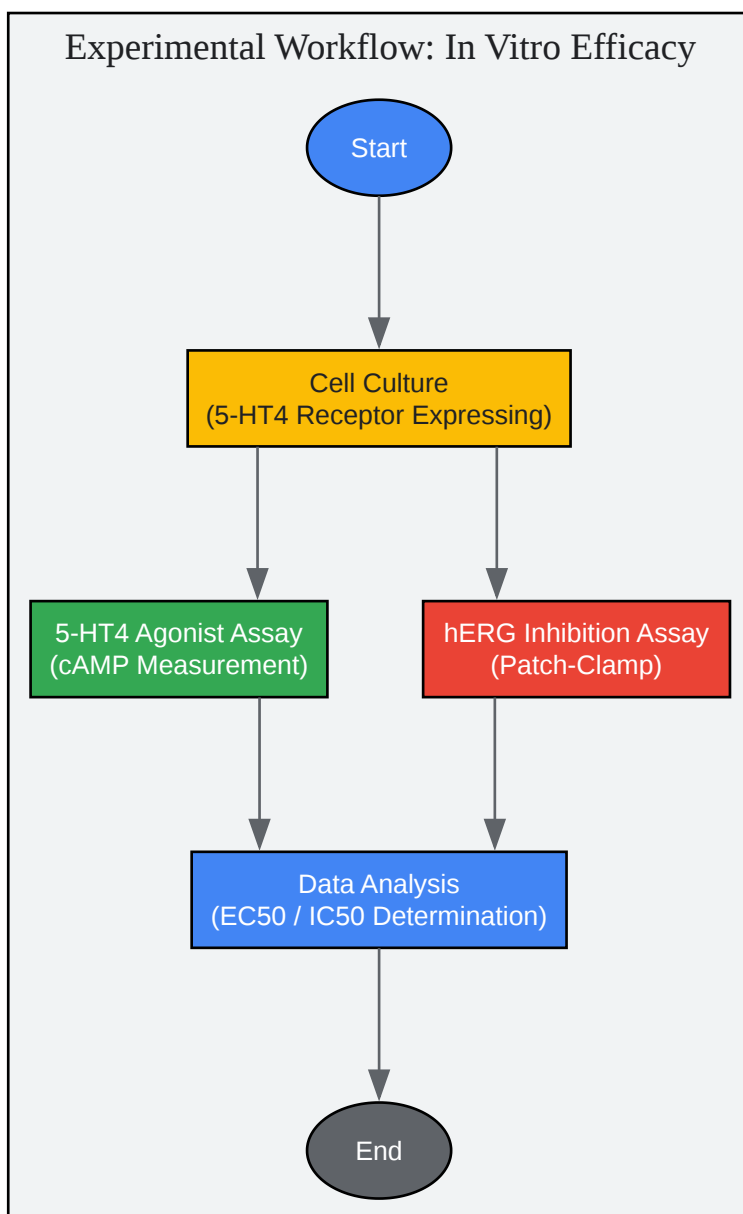 Experimental Workflow: In Vitro Efficacy
Start
Cell Culture
(5-HT4 Receptor Expressing)
5-HT4 Agonist Assay
(cAMP Measurement)
hERG Inhibition Assay
(Patch-Clamp)
Data Analysis
(EC50 / IC50 Determination)
End